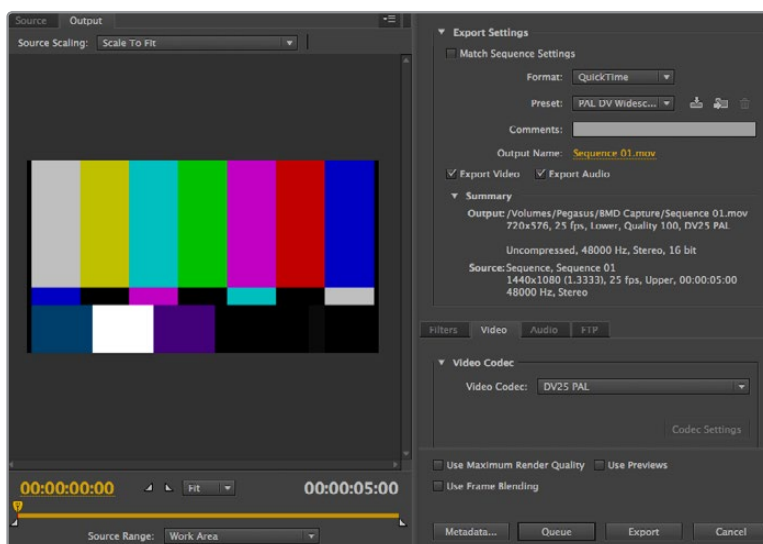 Source
Output
Source Scaling: Scale To Fit
00:00:00:00
Fit
00:00:05:00
Source Range: Work Area
Export Settings
Match Sequence Settings
Format: QuickTime
Preset: PAL DV Widesc...
Comments:
Output Name: Sequence 01.mov
Export Video Export Audio
Summary
Output: /Volumes/Pegasus/BMD Capture/Sequence 01.mov
720x576, 25 fps, Lower, Quality 100, DV25 PAL
Uncompressed, 48000 Hz, Stereo, 16 bit
Source: Sequence, Sequence 01
1440x1080 (1.3333), 25 fps, Upper, 00:00:05:00
48000 Hz, Stereo
Filters Video Audio FTP
Video Codec
Video Codec: DV25 PAL
Codec Settings
Use Maximum Render Quality Use Previews
Use Frame Blending
Metadata... Queue Export Cancel